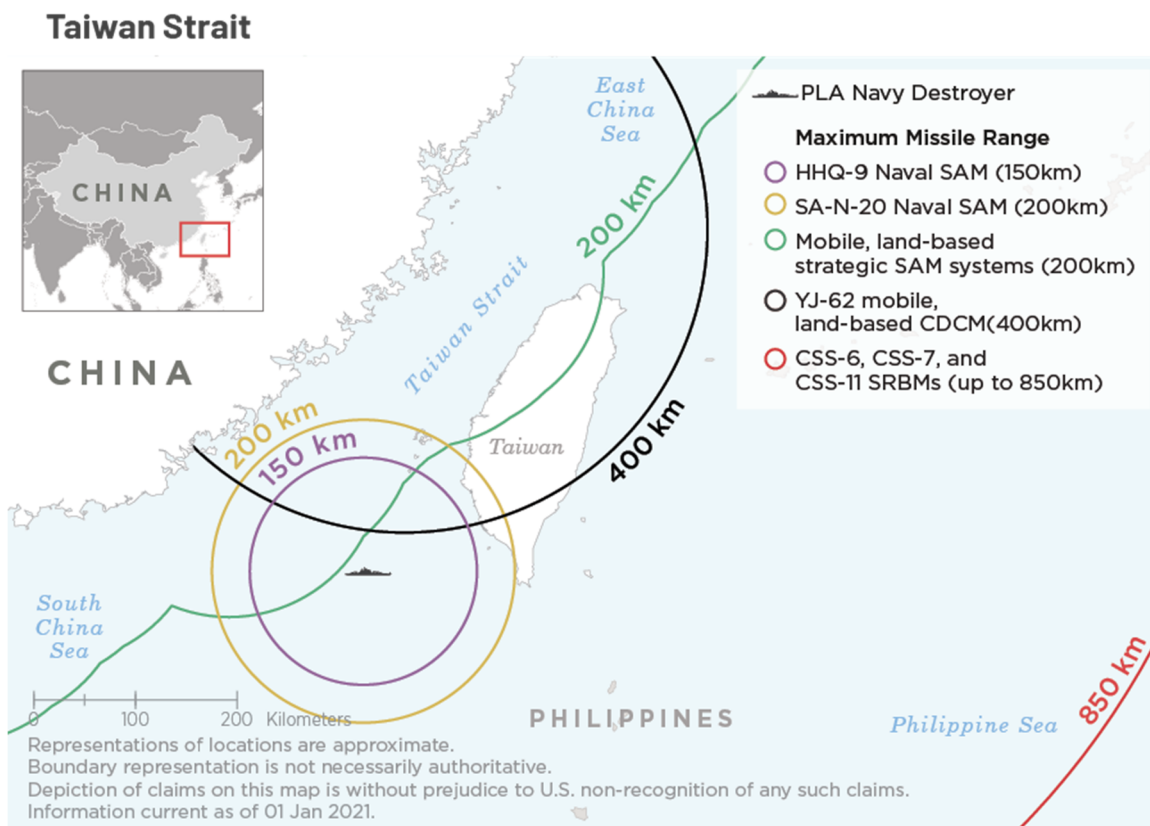 Taiwan Strait
CHINA
East
China
Sea
PLA Navy Destroyer
Maximum Missile Range
HHQ-9 Naval SAM (150km)
SA-N-20 Naval SAM (200km)
Mobile, land-based
strategic SAM systems (200km)
YJ-62 mobile,
land-based CDCM(400km)
CSS-6, CSS-7, and
CSS-11 SRBMs (up to 850km)
200 km
Taiwan Strait
CHINA
200 km
150 km
Taiwan
400 km
South
China
Sea
850 km
0 100 200 Kilometers
PHILIPPINES
Philippine Sea
Representations of locations are approximate.
Boundary representation is not necessarily authoritative.
Depiction of claims on this map is without prejudice to U.S. non-recognition of any such claims.
Information current as of 01 Jan 2021.